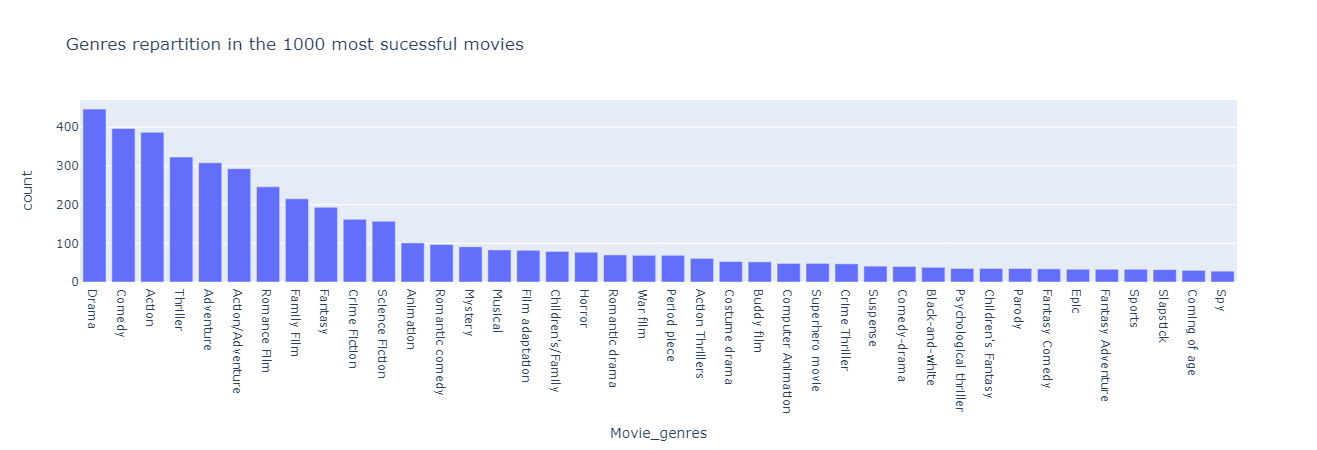 Genres repartition in the 1000 most sucessful movies
count
400
300
200
100
0
Drama
Comedy
Action
Thriller
Adventure
Action/Adventure
Romance Film
Family Film
Fantasy
Crime Fiction
Science Fiction
Animation
Romantic comedy
Mystery
Musical
Film adaptation
Children's/Family
Horror
Romantic drama
War film
Period piece
Action Thrillers
Costume drama
Buddy film
Computer Animation
Superhero movie
Crime Thriller
Suspense
Comedy-drama
Black-and-white
Psychological thriller
Children's Fantasy
Parody
Fantasy Comedy
Epic
Fantasy Adventure
Sports
Slapstick
Coming of age
Spy
Movie_genres